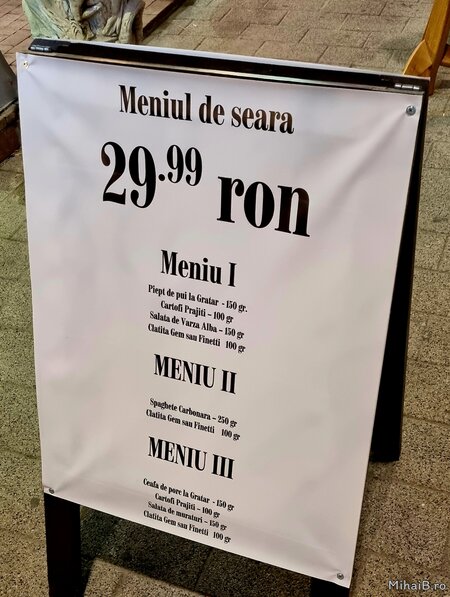 Meniul de seara
29.99 ron
Meniu I
Piept de pui la Gratar - 150 gr.
Cartofi Prajiti – 100 gr
Salata de Varza Alba – 150 gr
Clatita Gem sau Finetti 100 gr
MENIU II
Spaghete Carbonara – 250 gr
Clatita Gem sau Finetti 100 gr
MENIU III
Ceafa de porc la Gratar - 150 gr
Cartofi Prajiti – 100 gr
Salata de muraturi – 150 gr
Clatita Gem sau Finetti 100 gr
MihaiB.ro